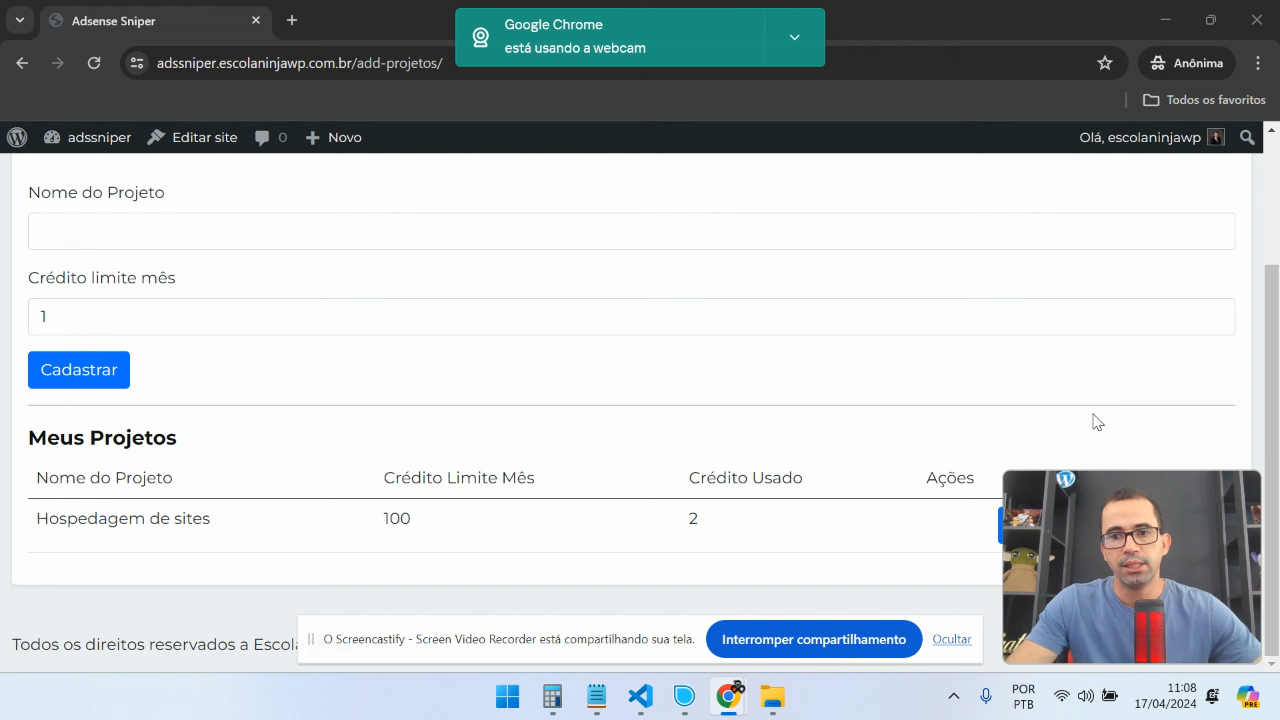 Adsense Sniper
Google Chrome
está usando a webcam
adssniper.escolaninjawp.com.br/add-projetos/
Anônima
Todos os favoritos
adssniper
Editar site
0
Novo
Olá, escolaninjawp
Nome do Projeto
Crédito limite mês
1
Cadastrar
Meus Projetos
Nome do Projeto Crédito Limite Mês Crédito Usado Ações
Hospedagem de sites 100 2
Todos os direitos reservados a Escola
O Screencastify - Screen Video Recorder está compartilhando sua tela.
Interromper compartilhamento
Ocultar
POR
PTB
11:08
17/04/2024
PRE